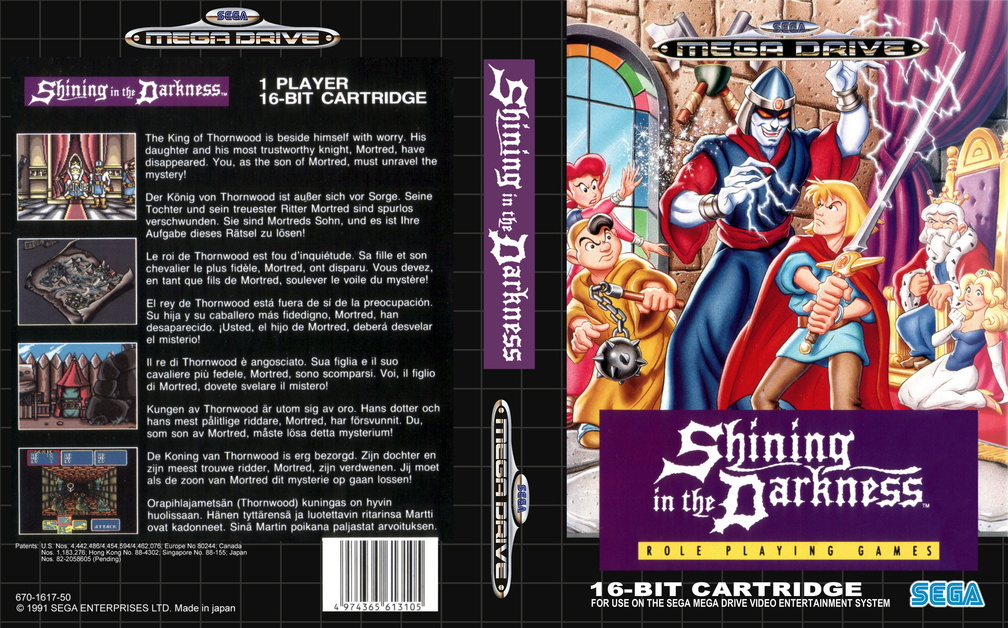 SEGA
MEGA DRIVE
Shining in the Darkness™
1 PLAYER
16-BIT CARTRIDGE
The King of Thornwood is beside himself with worry. His
daughter and his most trustworthy knight, Mortred, have
disappeared. You, as the son of Mortred, must unravel the
mystery!
Der König von Thornwood ist außer sich vor Sorge. Seine
Tochter und sein treuester Ritter Mortred sind spurlos
verschwunden. Sie sind Mortreds Sohn, und es ist Ihre
Aufgabe dieses Rätsel zu lösen!
Le roi de Thornwood est fou d'inquiétude. Sa fille et son
chevalier le plus fidèle, Mortred, ont disparu. Vous devez,
en tant que fils de Mortred, soulever le voile du mystère!
El rey de Thornwood está fuera de sí de la preocupación.
Su hija y su caballero más fidedigno, Mortred, han
desaparecido. ¡Usted, el hijo de Mortred, deberá desvelar
el misterio!
Il re di Thornwood è angosciato. Sua figlia e il suo
cavaliere più fedele, Mortred, sono scomparsi. Voi, il figlio
di Mortred, dovete svelare il mistero!
Kungen av Thornwood är utom sig av oro. Hans dotter och
hans mest pålitlige riddare, Mortred, har försvunnit. Du,
som son av Mortred, måste lösa detta mysterium!
De Koning van Thornwood is erg bezorgd. Zijn dochter en
zijn meest trouwe ridder, Mortred, zijn verdwenen. Jij moet
als de zoon van Mortred dit mysterie op gaan lossen!
Orapihlajametsän (Thornwood) kuningas on hyvin
huolissaan. Hänen tyttärensä ja luotettavin ritarinsa Martti
ovat kadonneet. Sinä Martin poikana paljastat arvoituksen.
Patents: U.S. Nos. 4,442,486/4,454,594/4,462,076; Europe No 80244; Canada
Nos. 1,183,276; Hong Kong No. 88-4302; Singapore No. 88-155; Japan
Nos. 82-2058605 (Pending)
670-1617-50
© 1991 SEGA ENTERPRISES LTD. Made in japan
4 974365 613105
Shining in the Darkness
SEGA
MEGA DRIVE
SEGA
MEGA DRIVE
Shining
in the Darkness™
ROLE PLAYING GAMES
16-BIT CARTRIDGE
FOR USE ON THE SEGA MEGA DRIVE VIDEO ENTERTAINMENT SYSTEM
SEGA